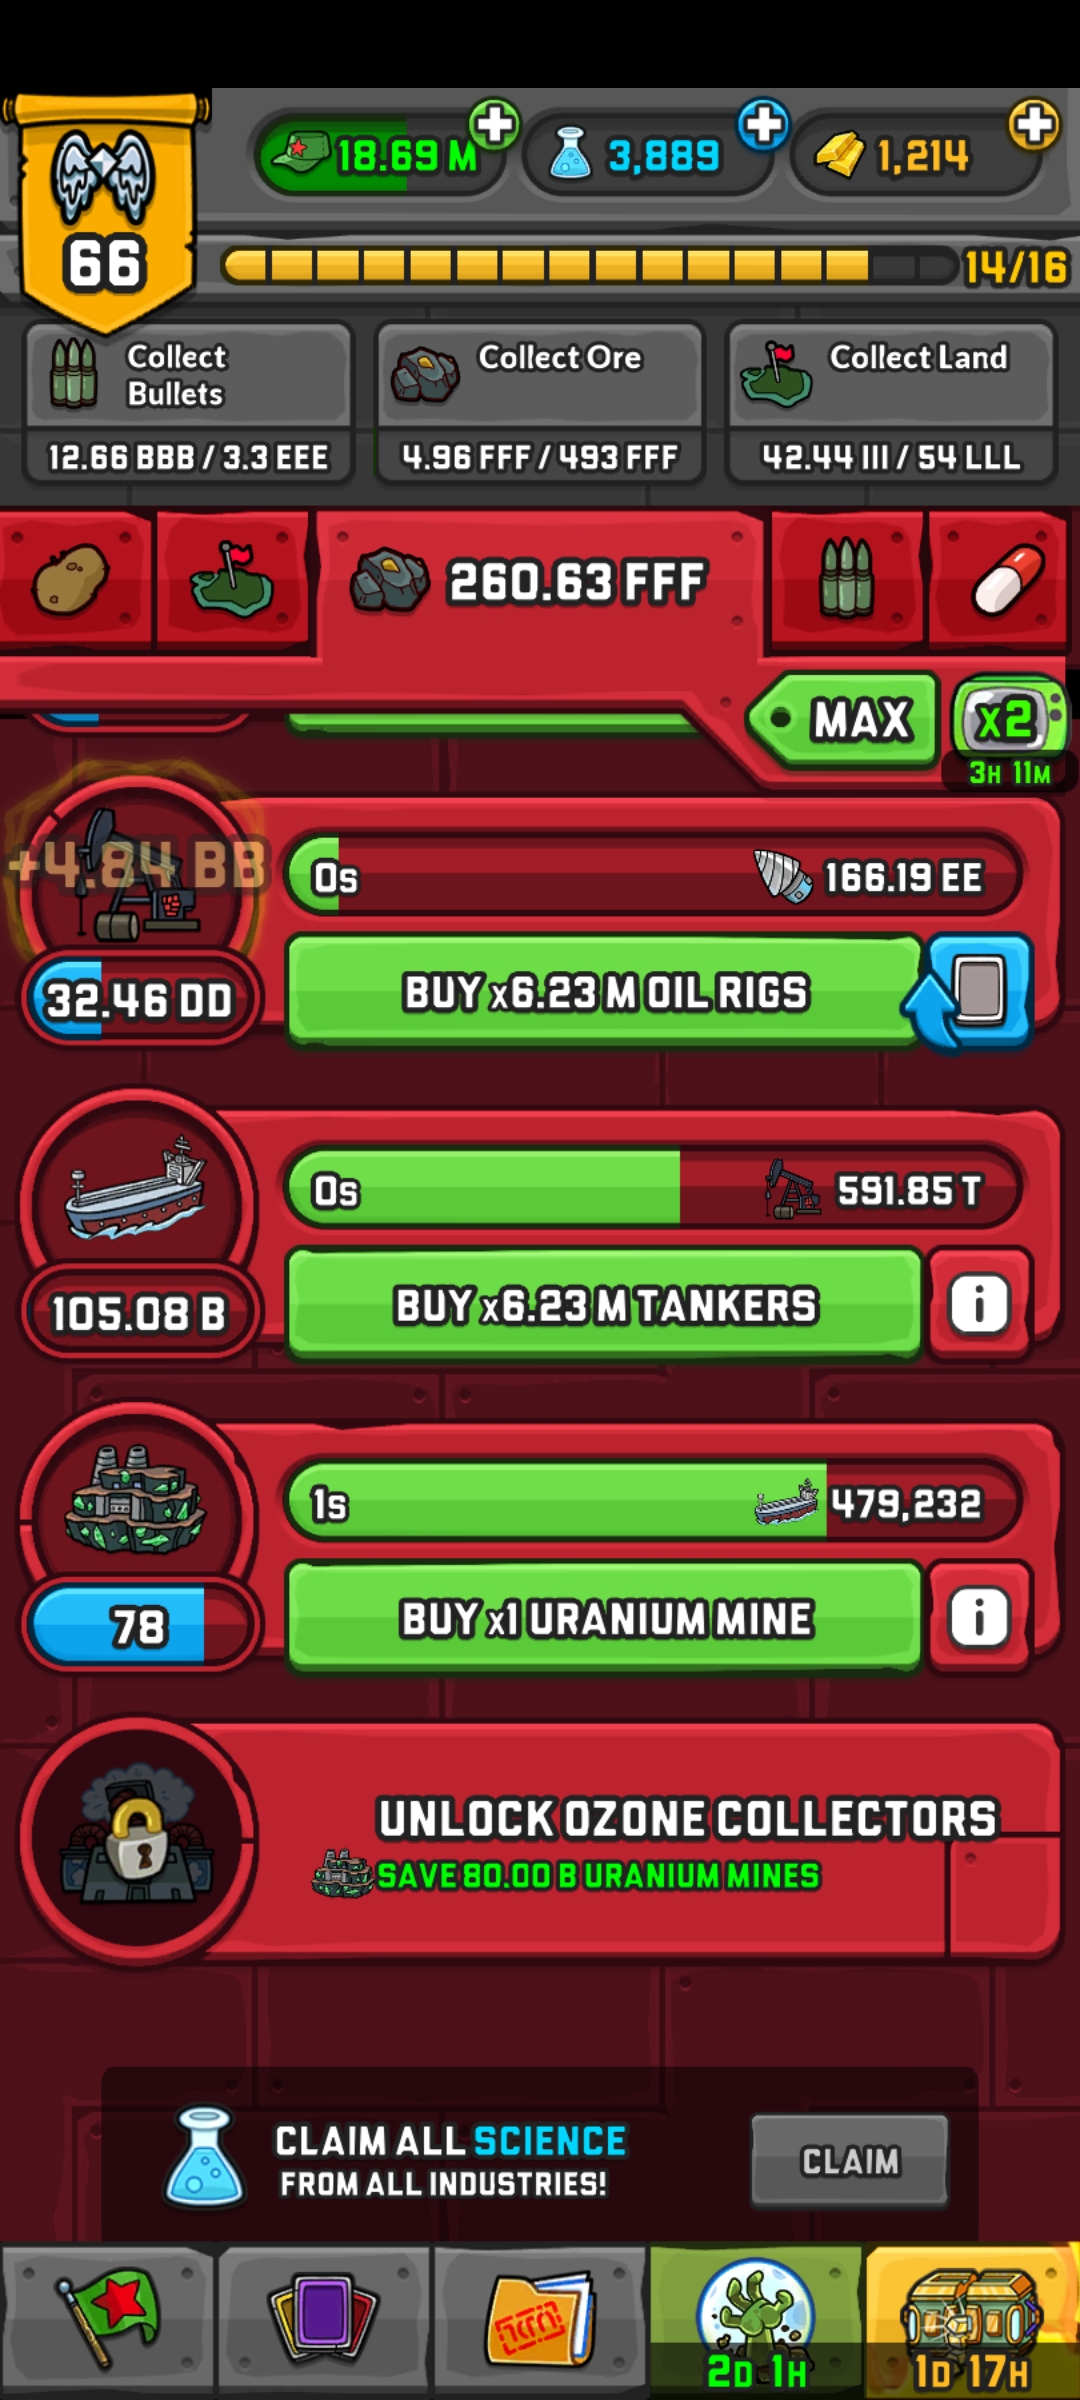 18.69 M
3,889
1,214
66
14/16
Collect
Bullets
Collect Ore
Collect Land
12.66 BBB / 3.3 EEE
4.96 FFF / 493 FFF
42.44 III / 54 LLL
260.63 FFF
MAX
x2
3H 11M
+4.84 BB
0s
166.19 EE
32.46 DD
BUY x6.23 M OIL RIGS
0s
591.85 T
105.08 B
BUY x6.23 M TANKERS
i
1s
479,232
78
BUY x1 URANIUM MINE
i
UNLOCK OZONE COLLECTORS
SAVE 80.00 B URANIUM MINES
CLAIM ALL SCIENCE
FROM ALL INDUSTRIES!
CLAIM
2D 1H
1D 17H